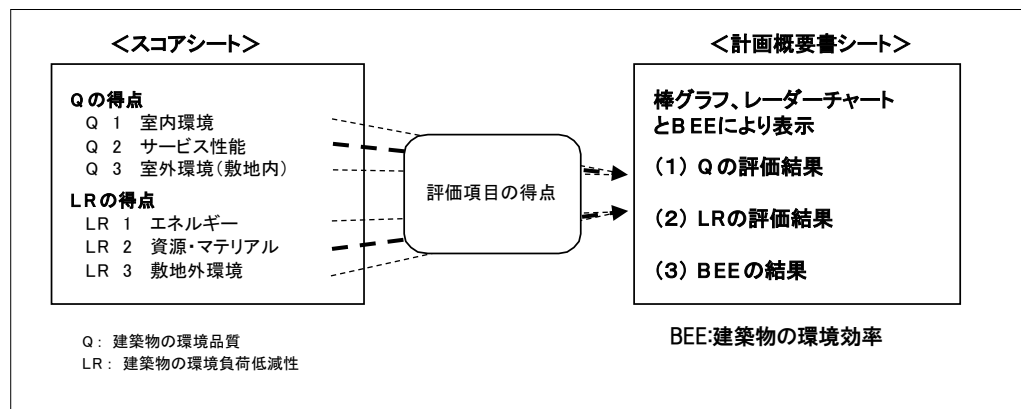 ＜スコアシート＞
Qの得点
Q 1 室内環境
Q 2 サービス性能
Q 3 室外環境（敷地内）
LRの得点
LR 1 エネルギー
LR 2 資源・マテリアル
LR 3 敷地外環境
Q： 建築物の環境品質
LR： 建築物の環境負荷低減性
評価項目の得点
＜計画概要書シート＞
棒グラフ、レーダーチャート
とBEEにより表示
（1） Qの評価結果
（2） LRの評価結果
（3） BEEの結果
BEE:建築物の環境効率